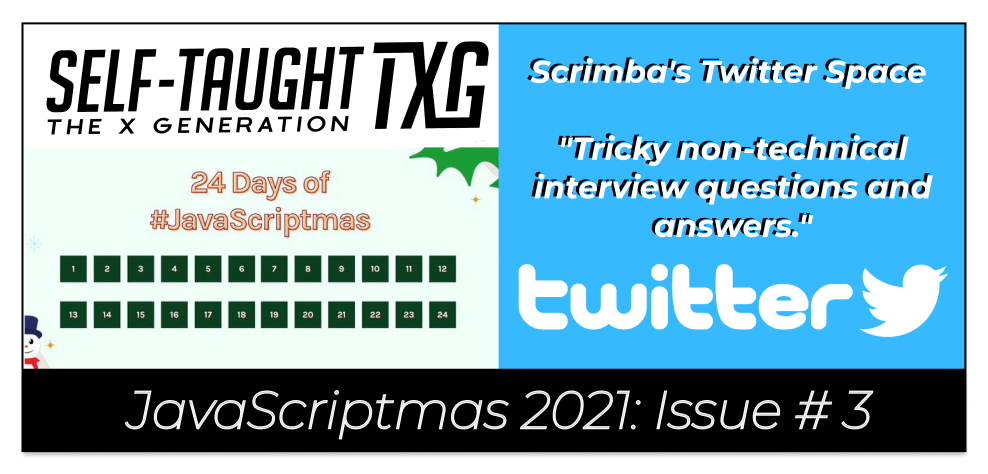 SELF-TAUGHT TXG
THE X GENERATION
24 Days of
#JavaScriptmas
1 2 3 4 5 6 7 8 9 10 11 12
13 14 15 16 17 18 19 20 21 22 23 24
Scrimba's Twitter Space
"Tricky non-technical
interview questions and
answers."
twitter
JavaScriptmas 2021: Issue # 3